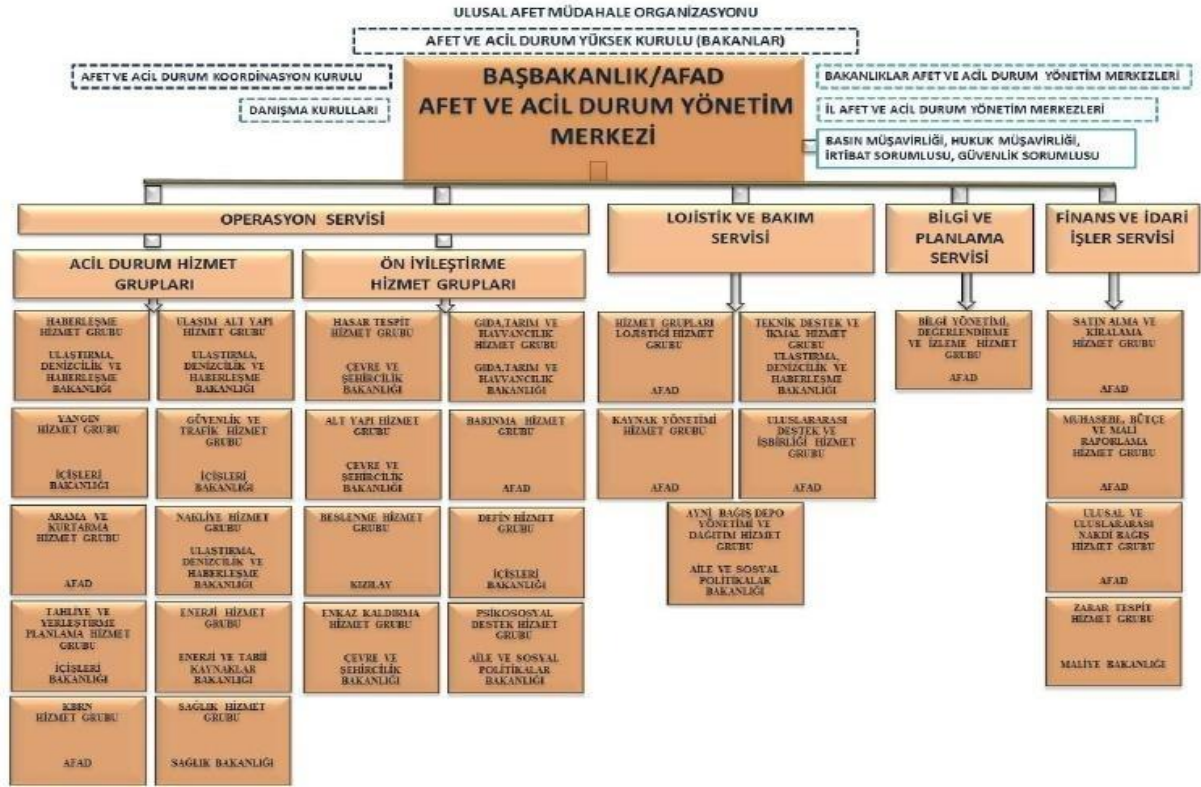 ULUSAL AFET MÜDAHALE ORGANİZASYONU
AFET VE ACİL DURUM YÜKSEK KURULU (BAKANLAR)
AFET VE ACİL DURUM KOORDİNASYON KURULU
DANIŞMA KURULLARI
BAŞBAKANLIK/AFAD
AFET VE ACİL DURUM YÖNETİM
MERKEZİ
BAKANLIKLAR AFET VE ACİL DURUM YÖNETİM MERKEZLERİ
İL AFET VE ACİL DURUM YÖNETİM MERKEZLERİ
BASIN MÜŞAVİRLİĞİ, HUKUK MÜŞAVİRLİĞİ,
İRTİBAT SORUMLUSU, GÜVENLİK SORUMLUSU
OPERASYON SERVİSİ
ACİL DURUM HİZMET
GRUPLARI
HABERLEŞME
HİZMET GRUBU
ULAŞTIRMA,
DENİZCİLİK VE
HABERLEŞME
BAKANLIĞI
ULAŞIM ALT YAPI
HİZMET GRUBU
ULAŞTIRMA,
DENİZCİLİK VE
HABERLEŞME
BAKANLIĞI
YANGIN
HİZMET GRUBU
İÇİŞLERİ
BAKANLIĞI
GÜVENLİK VE
TRAFİK HİZMET
GRUBU
İÇİŞLERİ
BAKANLIĞI
ARAMA VE
KURTARMA
HİZMET GRUBU
AFAD
NAKLİYE HİZMET
GRUBU
ULAŞTIRMA,
DENİZCİLİK VE
HABERLEŞME
BAKANLIĞI
TAHLİYE VE
YERLEŞTİRME
PLANLAMA HİZMET
GRUBU
İÇİŞLERİ
BAKANLIĞI
ENERJİ HİZMET
GRUBU
ENERJİ VE TABİİ
KAYNAKLAR
BAKANLIĞI
KBRN
HİZMET GRUBU
AFAD
SAĞLIK HİZMET
GRUBU
SAĞLIK BAKANLIĞI
ÖN İYİLEŞTİRME
HİZMET GRUPLARI
HASAR TESPİT
HİZMET GRUBU
ÇEVRE VE
ŞEHİRCİLİK
BAKANLIĞI
GIDA,TARIM VE
HAYVANCILIK
HİZMET GRUBU
GIDA,TARIM VE
HAYVANCILIK
BAKANLIĞI
ALT YAPI HİZMET
GRUBU
ÇEVRE VE
ŞEHİRCİLİK
BAKANLIĞI
BARINMA HİZMET
GRUBU
AFAD
BESLENME HİZMET
GRUBU
KIZILAY
DEFİN HİZMET
GRUBU
İÇİŞLERİ
BAKANLIĞI
ENKAZ KALDIRMA
HİZMET GRUBU
ÇEVRE VE
ŞEHİRCİLİK
BAKANLIĞI
PSİKOSOSYAL
DESTEK HİZMET
GRUBU
AİLE VE SOSYAL
POLİTİKALAR
BAKANLIĞI
LOJİSTİK VE BAKIM
SERVİSİ
HİZMET GRUPLARI
LOJİSTİĞİ HİZMET
GRUBU
AFAD
TEKNİK DESTEK VE
İKMAL HİZMET
GRUBU
ULAŞTIRMA,
DENİZCİLİK VE
HABERLEŞME
BAKANLIĞI
KAYNAK YÖNETİMİ
HİZMET GRUBU
AFAD
ULUSLARARASI
DESTEK VE
İŞBİRLİĞİ HİZMET
GRUBU
AFAD
AYNİ BAĞIŞ DEPO
YÖNETİMİ VE
DAĞITIM HİZMET
GRUBU
AİLE VE SOSYAL
POLİTİKALAR
BAKANLIĞI
BİLGİ VE
PLANLAMA
SERVİSİ
BİLGİ YÖNETİMİ,
DEĞERLENDİRME
VE İZLEME HİZMET
GRUBU
AFAD
FİNANS VE İDARİ
İŞLER SERVİSİ
SATIN ALMA VE
KİRALAMA
HİZMET GRUBU
AFAD
MUHASEBE, BÜTÇE
VE MALİ
RAPORLAMA
HİZMET GRUBU
AFAD
ULUSAL VE
ULUSLARARASI
NAKDİ BAĞIŞ
HİZMET GRUBU
AFAD
ZARAR TESPİT
HİZMET GRUBU
MALİYE BAKANLIĞI